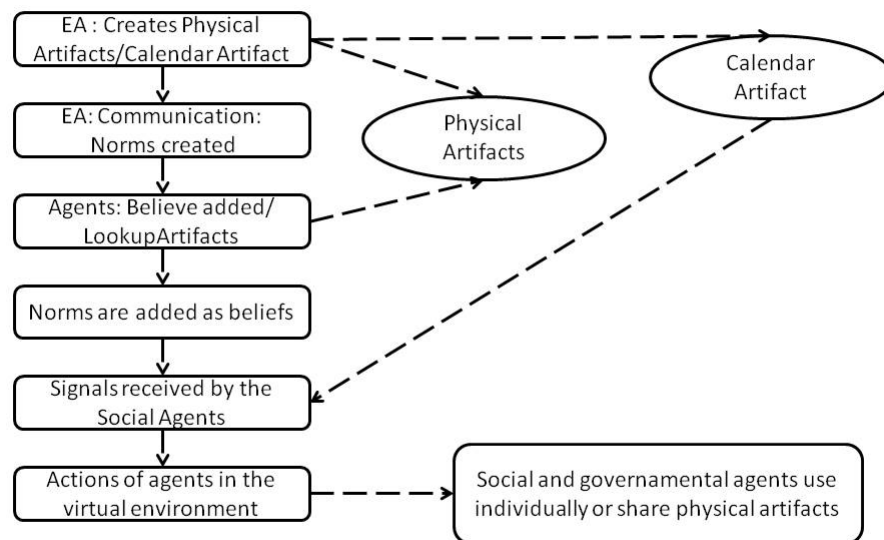 EA : Creates Physical
Artifacts/Calendar Artifact
Calendar
Artifact
EA: Communication:
Norms created
Physical
Artifacts
Agents: Believe added/
LookupArtifacts
Norms are added as beliefs
Signals received by the
Social Agents
Actions of agents in the
virtual environment
Social and governamental agents use
individually or share physical artifacts